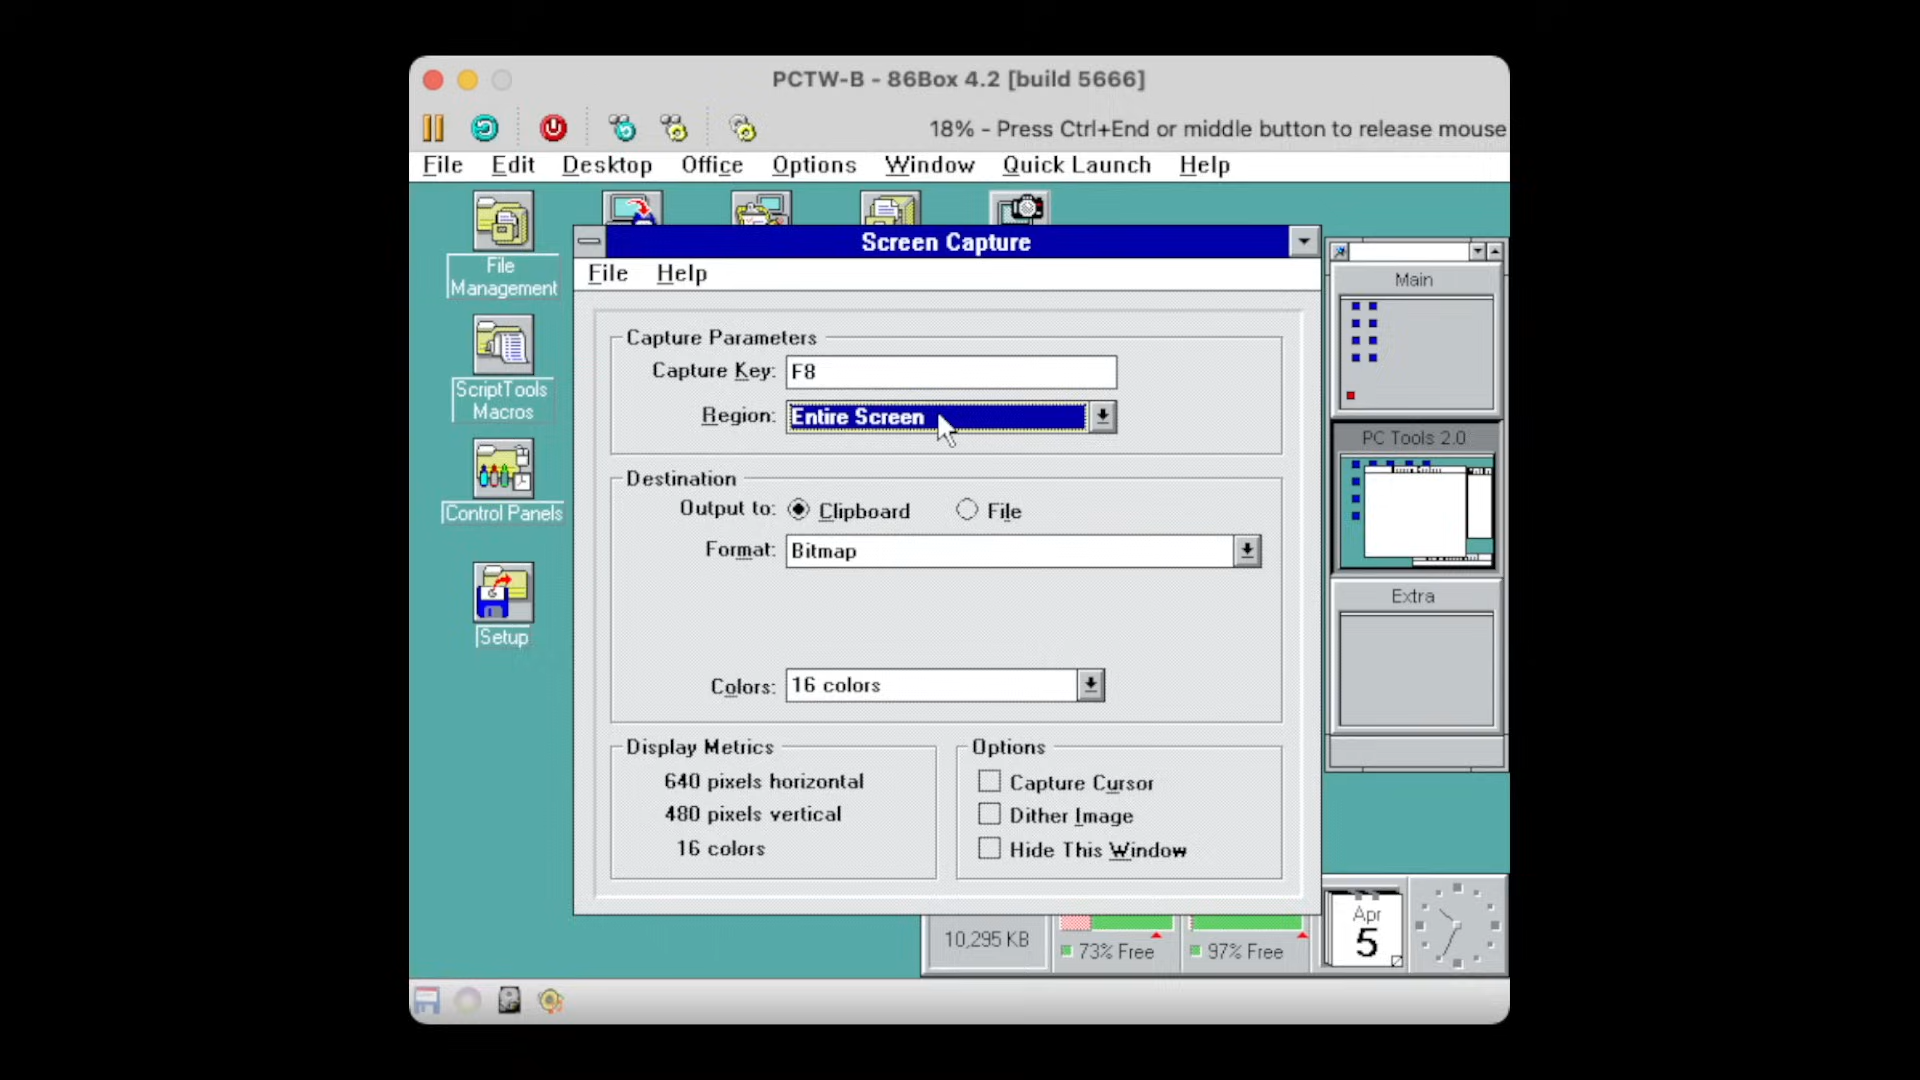 PCTW-B - 86Box 4.2 [build 5666]
18% - Press Ctrl+End or middle button to release mouse
File Edit Desktop Office Options Window Quick Launch Help
File
Management
ScriptTools
Macros
Control Panels
Setup
Screen Capture
File Help
Capture Parameters
Capture Key: F8
Region: Entire Screen
Destination
Output to: Clipboard File
Format: Bitmap
Colors: 16 colors
Display Metrics
640 pixels horizontal
480 pixels vertical
16 colors
Options
Capture Cursor
Dither Image
Hide This Window
Main
PC Tools 2.0
Extra
10,295 KB
73% Free
97% Free
Apr
5